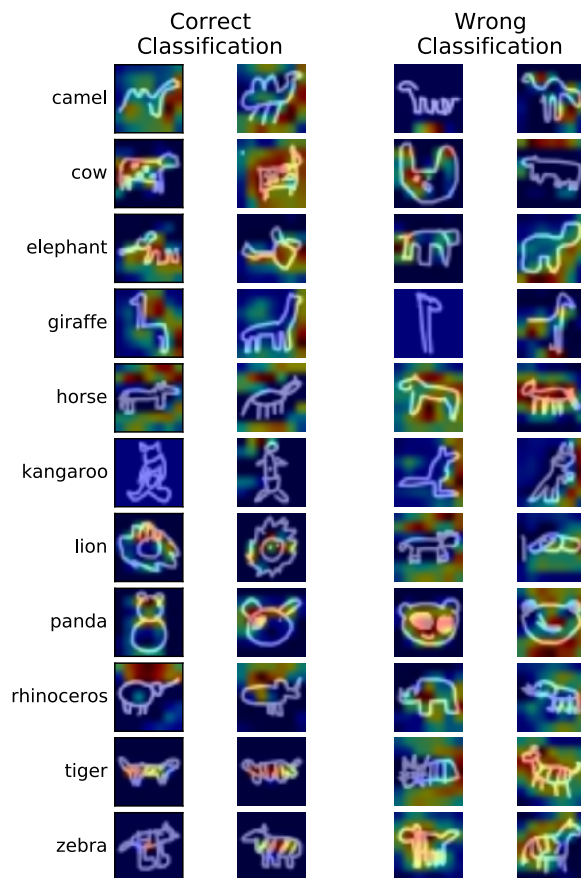 Correct
Classification
Wrong
Classification
camel
cow
elephant
giraffe
horse
kangaroo
lion
panda
rhinoceros
tiger
zebra